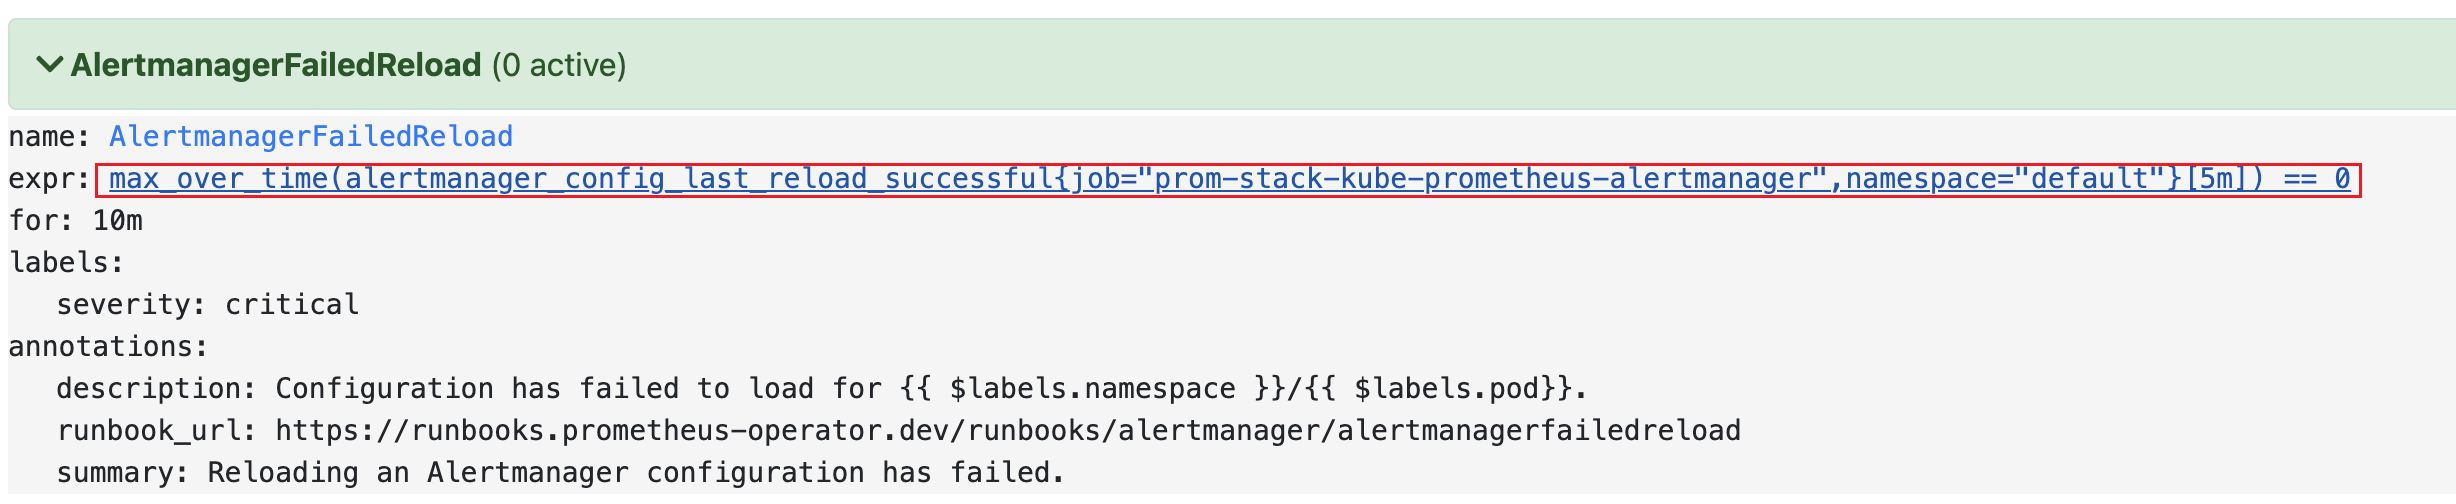 AlertmanagerFailedReload (0 active)
name: AlertmanagerFailedReload
expr: max_over_time(alertmanager_config_last_reload_successful{job="prom-stack-kube-prometheus-alertmanager",namespace="default"}[5m]) == 0
for: 10m
labels:
severity: critical
annotations:
description: Configuration has failed to load for {{ $labels.namespace }}/{{ $labels.pod}}.
runbook_url: https://runbooks.prometheus-operator.dev/runbooks/alertmanager/alertmanagerfailedreload
summary: Reloading an Alertmanager configuration has failed.